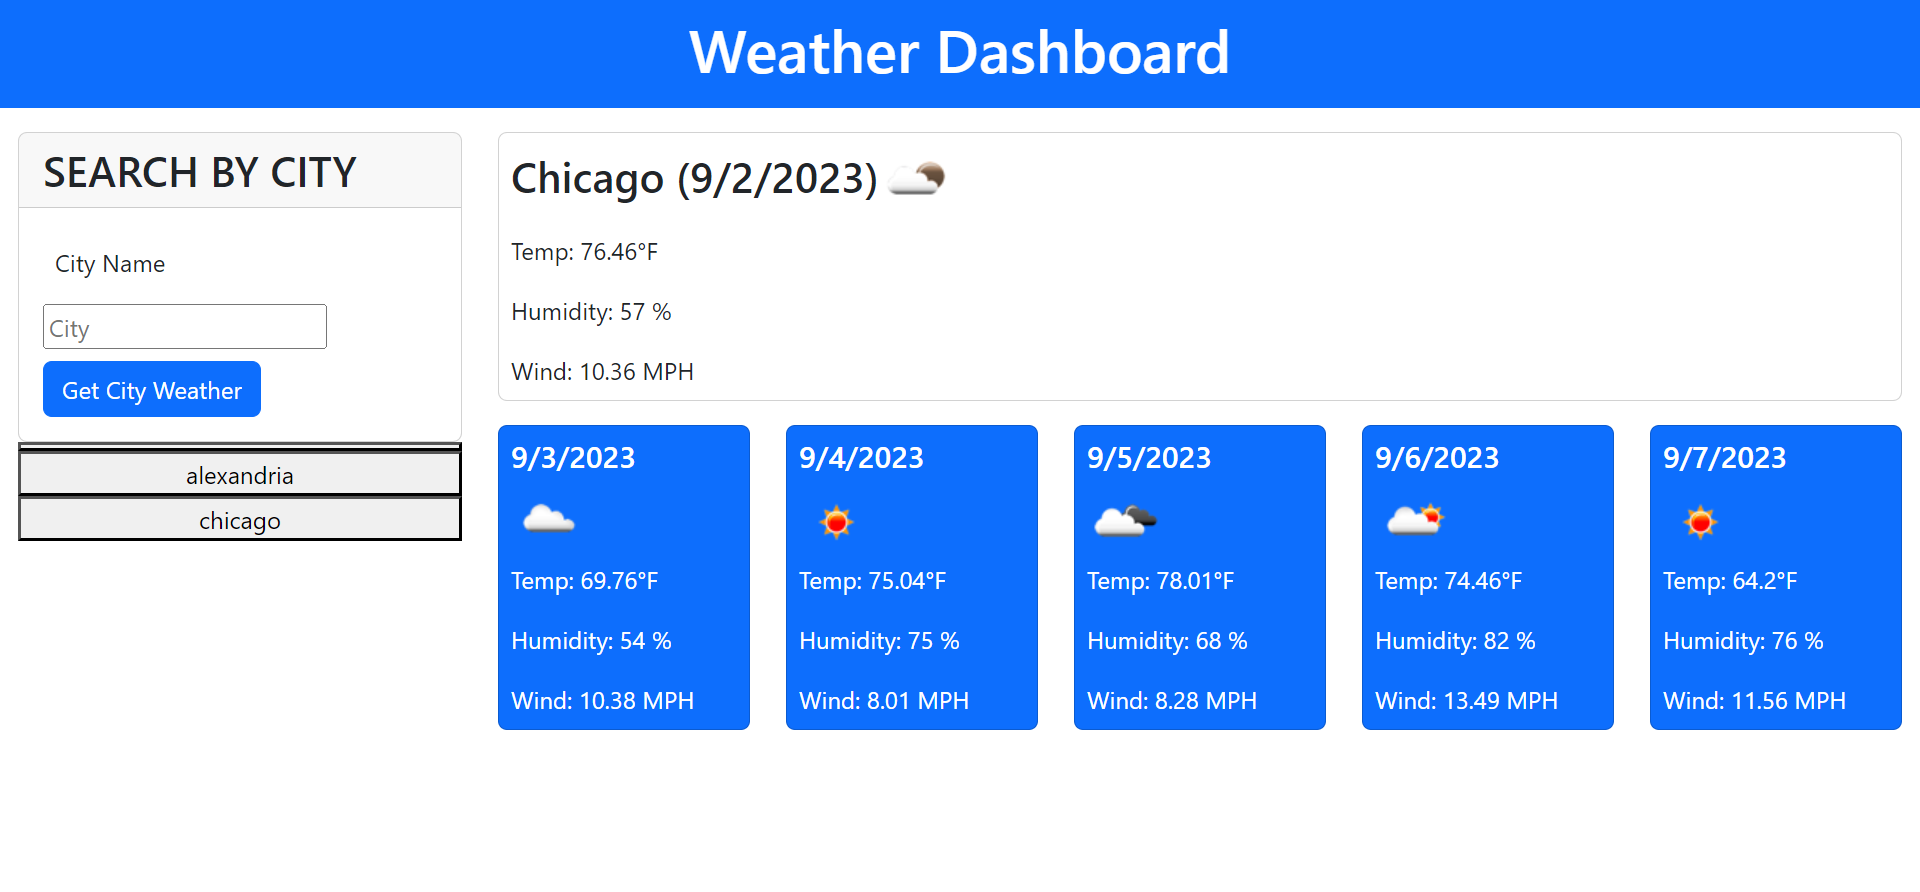 Weather Dashboard
SEARCH BY CITY
City Name
City
Get City Weather
alexandria
chicago
Chicago (9/2/2023)
Temp: 76.46°F
Humidity: 57 %
Wind: 10.36 MPH
9/3/2023
Temp: 69.76°F
Humidity: 54 %
Wind: 10.38 MPH
9/4/2023
Temp: 75.04°F
Humidity: 75 %
Wind: 8.01 MPH
9/5/2023
Temp: 78.01°F
Humidity: 68 %
Wind: 8.28 MPH
9/6/2023
Temp: 74.46°F
Humidity: 82 %
Wind: 13.49 MPH
9/7/2023
Temp: 64.2°F
Humidity: 76 %
Wind: 11.56 MPH